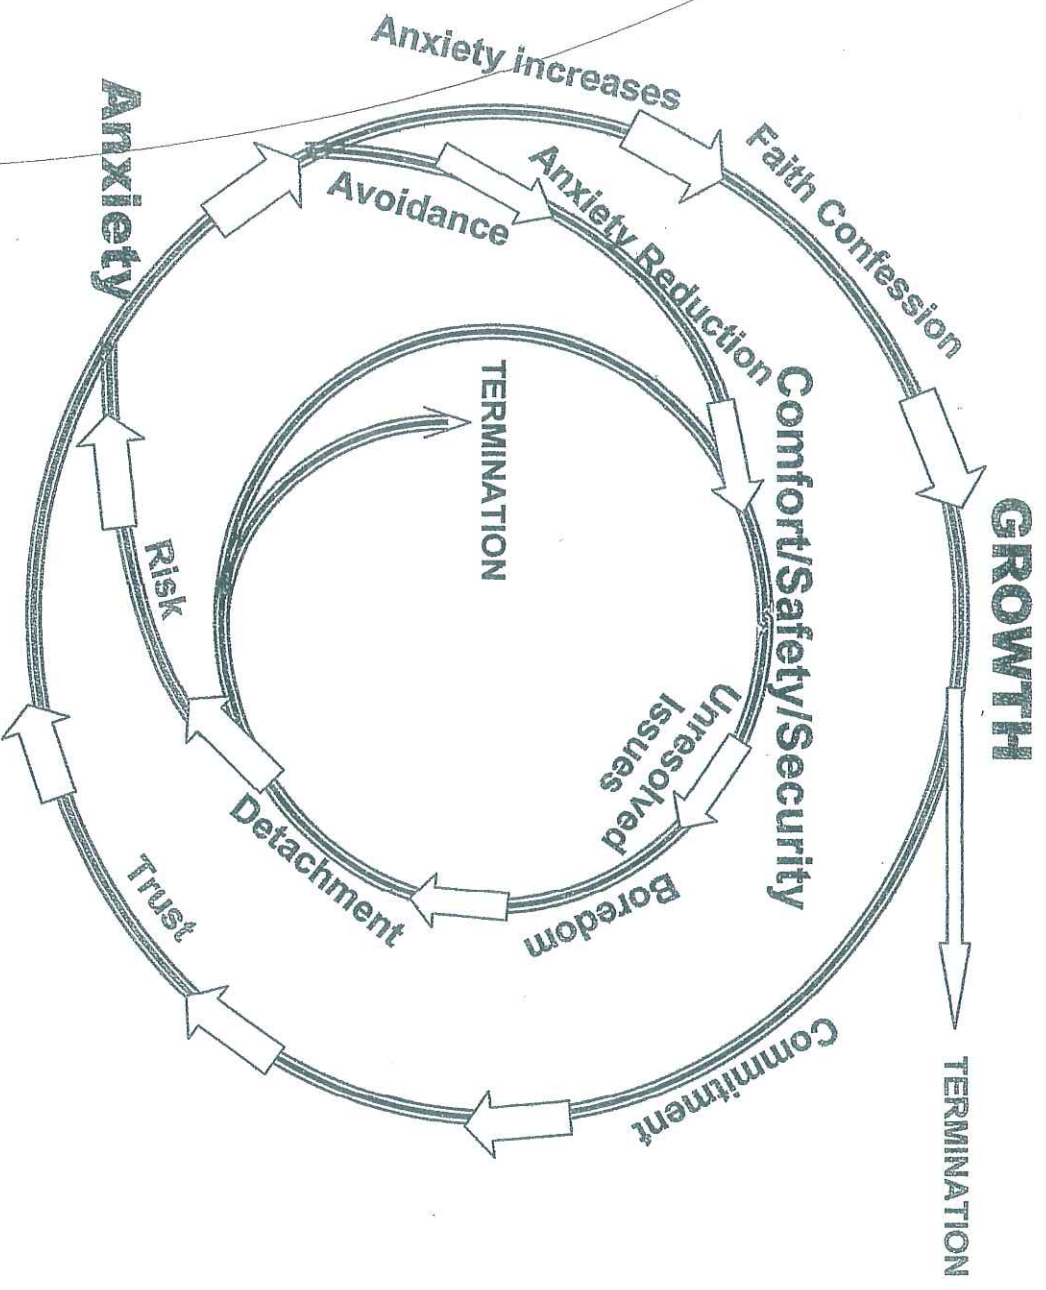 GROWTH
TERMINATION
Faith Confession
Comfort/Safety/Security
Anxiety increases
Anxiety Reduction
Avoidance
Unresolved
Issues
TERMINATION
Boredom
Commitment
Detachment
Risk
Trust
Anxiety